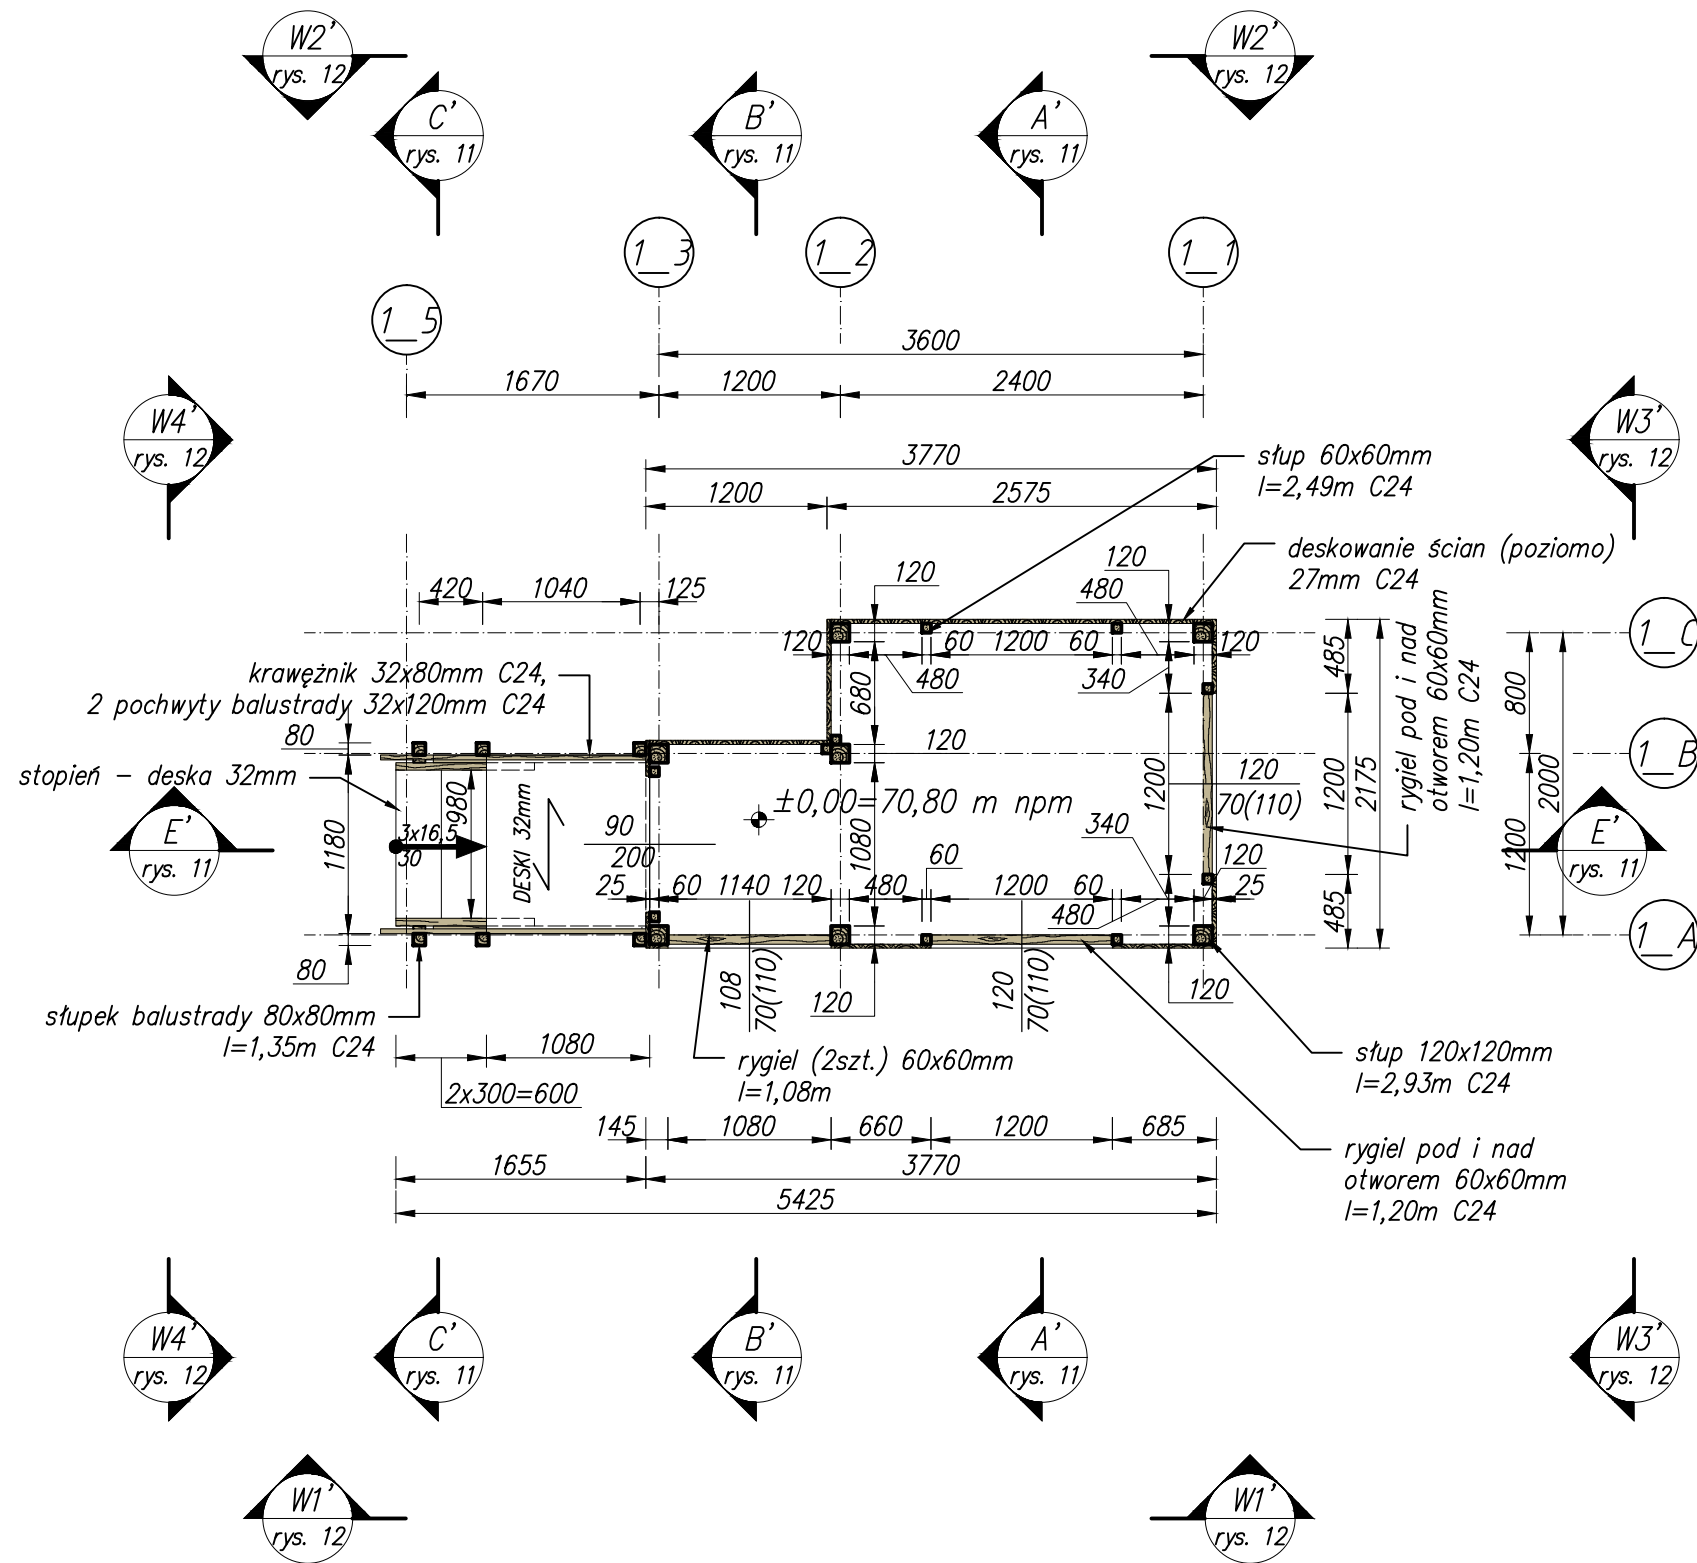 W2'
rys. 12
W2'
rys. 12
C'
rys. 11
B'
rys. 11
A'
rys. 11
1_3
1_2
1_1
1_5
3600
1670
1200
2400
W4'
rys. 12
W3'
rys. 12
3770
słup 60x60mm
l=2,49m C24
1200
2575
deskowanie ścian (poziomo)
27mm C24
120
120
420
1040
125
480
1_C
120
60
1200
60
120
480
340
680
485
krawężnik 32x80mm C24,
2 pochwyty balustrady 32x120mm C24
80
120
1_B
stopień – deska 32mm
±0,00=70,80 m npm
120
70(110)
1200
1200
2175
rygiel pod i nad
otworem 60x60mm
l=1,20m C24
800
1200
2000
E'
rys. 11
E'
rys. 11
1180
980
3x16,5
30
DESKI 32mm
90
200
1080
340
60
120
25
60
1140
120
480
1200
60
25
480
485
1_A
80
108
70(110)
120
120
70(110)
120
słupek balustrady 80x80mm
l=1,35m C24
1080
2x300=600
rygiel (2szt.) 60x60mm
l=1,08m
słup 120x120mm
l=2,93m C24
145
1080
660
1200
685
rygiel pod i nad
otworem 60x60mm
l=1,20m C24
1655
3770
5425
W4'
rys. 12
C'
rys. 11
B'
rys. 11
A'
rys. 11
W3'
rys. 12
W1'
rys. 12
W1'
rys. 12